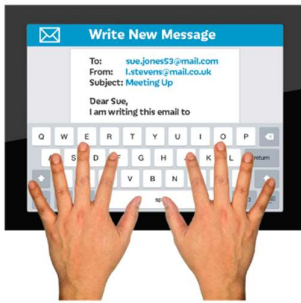 Write New Message
To: sue.jones53@mail.com
From: l.stevens@mail.co.uk
Subject: Meeting Up
Dear Sue,
I am writing this email to
Q W E R T Y U I O P
A S D F G H K L return
V B N